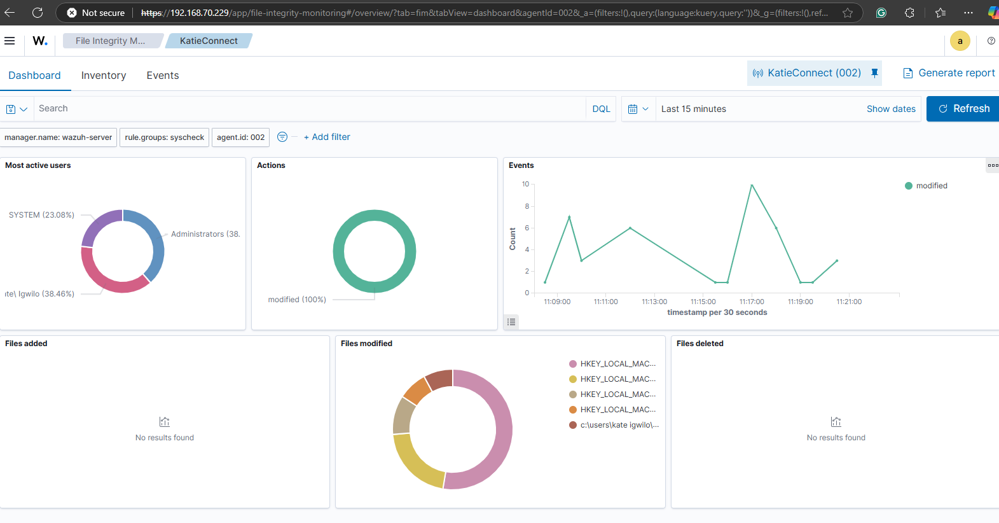 Not secure
https://192.168.70.229/app/file-integrity-monitoring#/overview/?tab=fim&tabView=dashboard&agentId=002&_a=(filters:!(),query:(language:kuery,query:''))&_g=(filters:!(),ref...
W.
File Integrity M...
KatieConnect
a
Dashboard
Inventory
Events
KatieConnect (002)
Generate report
Search
DQL
Last 15 minutes
Show dates
Refresh
manager.name: wazuh-server
rule.groups: syscheck
agent.id: 002
+ Add filter
Most active users
SYSTEM (23.08%)
Administrators (38.
ate\ Igwilo (38.46%)
Actions
modified (100%)
Events
Count
10
8
6
4
2
0
11:09:00
11:11:00
11:13:00
11:15:00
11:17:00
11:19:00
11:21:00
timestamp per 30 seconds
modified
Files added
No results found
Files modified
HKEY_LOCAL_MAC...
HKEY_LOCAL_MAC...
HKEY_LOCAL_MAC...
HKEY_LOCAL_MAC...
c:\users\kate igwilo\...
Files deleted
No results found